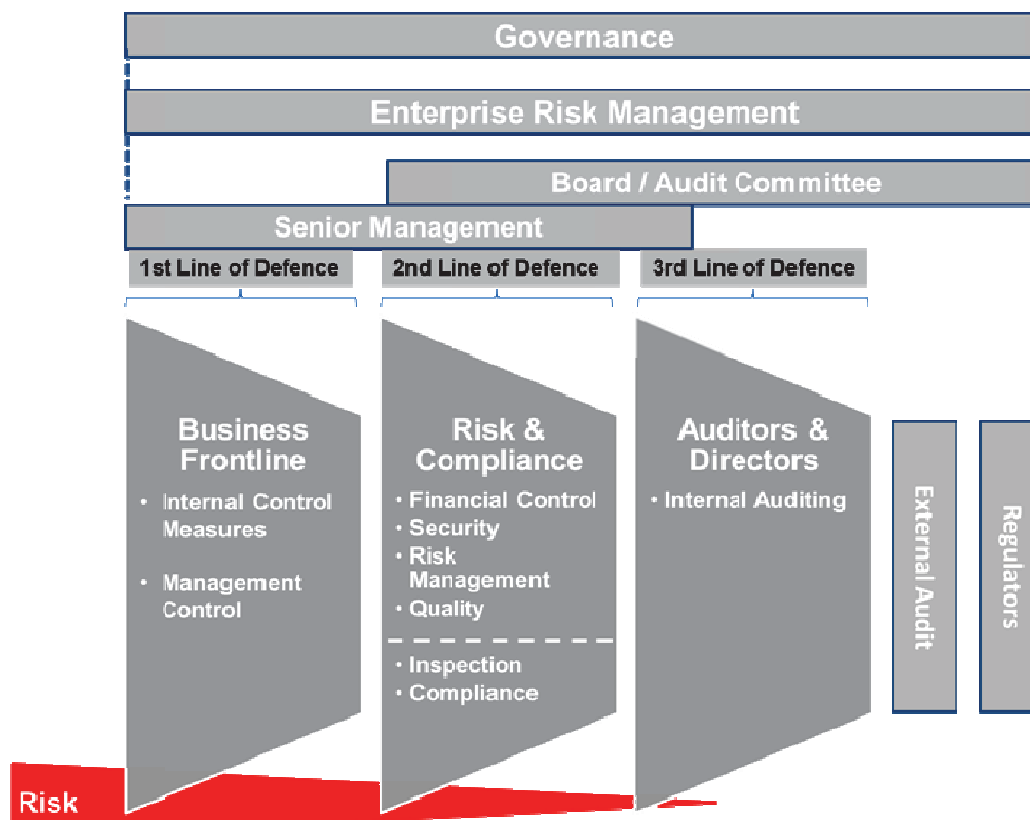 Governance
Enterprise Risk Management
Board / Audit Committee
Senior Management
1st Line of Defence
2nd Line of Defence
3rd Line of Defence
Business
Frontline
• Internal Control
Measures
• Management
Control
Risk &
Compliance
• Financial Control
• Security
• Risk
Management
• Quality
• Inspection
• Compliance
Auditors &
Directors
• Internal Auditing
External Audit
Regulators
Risk